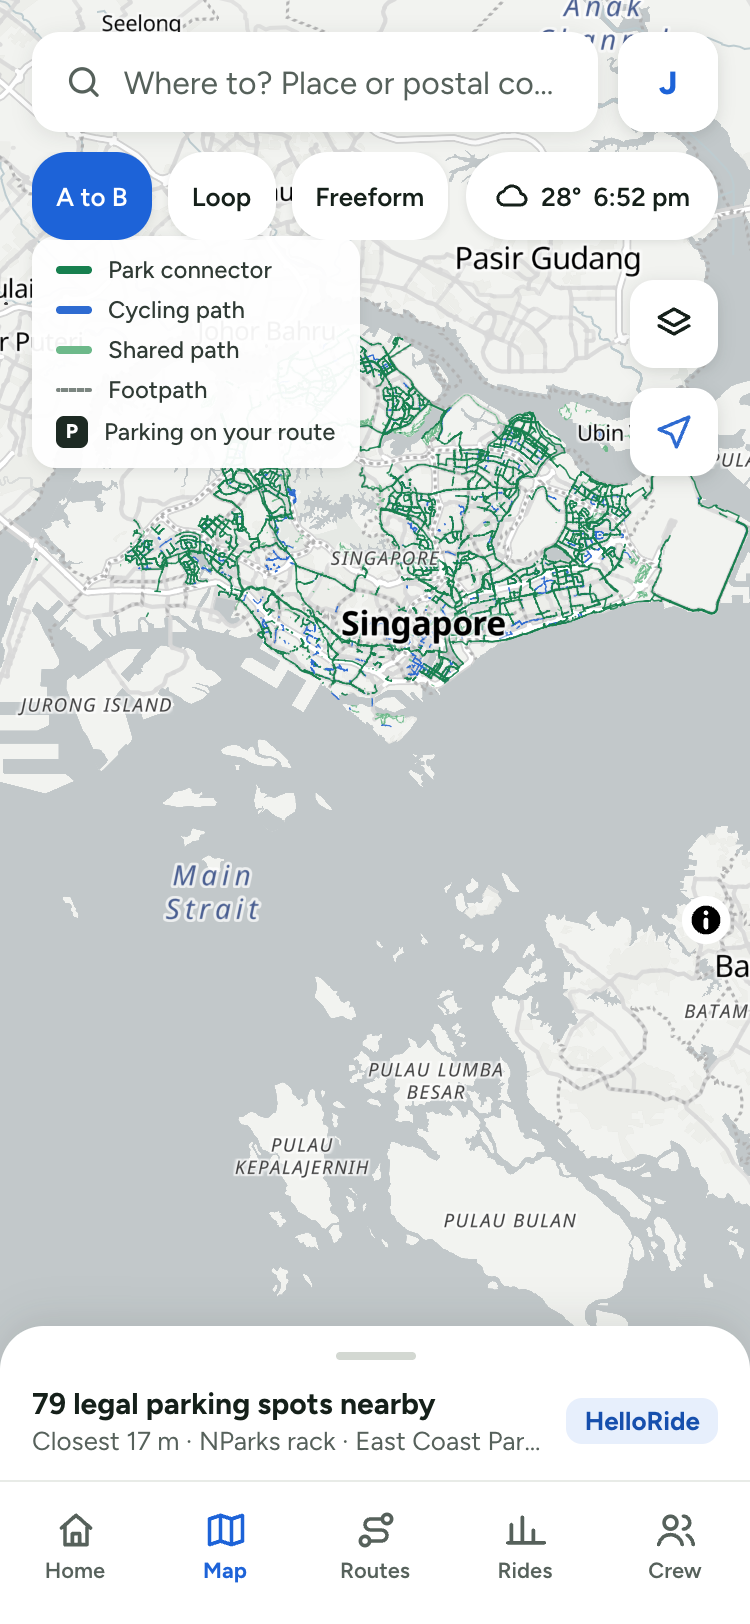 Seelong
Anak
Where to? Place or postal co...
J
A to B
Loop
Freeform
28° 6:52 pm
Park connector
Cycling path
Shared path
Footpath
P Parking on your route
Pasir Gudang
Johor Bahru
Ubin
SINGAPORE
Singapore
JURONG ISLAND
Main
Strait
Ba
BATAM
PULAU LUMBA
BESAR
PULAU
KEPALAJERNIH
PULAU BULAN
79 legal parking spots nearby
Closest 17 m · NParks rack · East Coast Par...
HelloRide
Home
Map
Routes
Rides
Crew